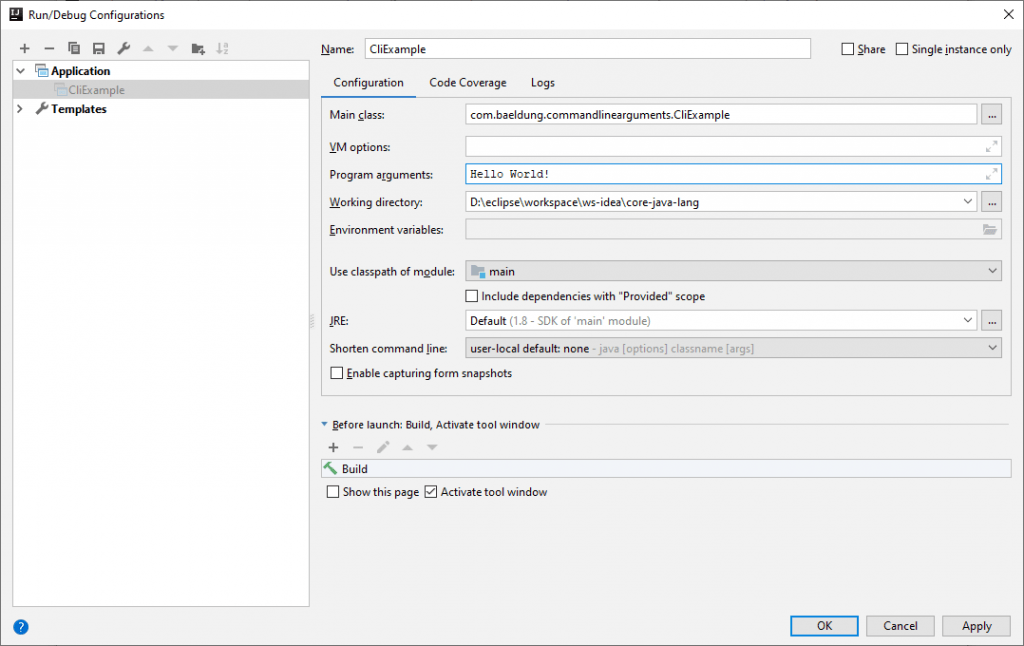 Run/Debug Configurations
Name: CliExample Share Single instance only
Application
CliExample
Templates
Configuration Code Coverage Logs
Main class: com.baeldung.commandlinearguments.CliExample ...
VM options:
Program arguments: Hello World!
Working directory: D:\eclipse\workspace\ws-idea\core-java-lang ...
Environment variables:
Use classpath of module: main
Include dependencies with "Provided" scope
JRE: Default (1.8 - SDK of 'main' module) ...
Shorten command line: user-local default: none - java [options] classname [args]
Enable capturing form snapshots
Before launch: Build, Activate tool window
Build
Show this page Activate tool window
? OK Cancel Apply